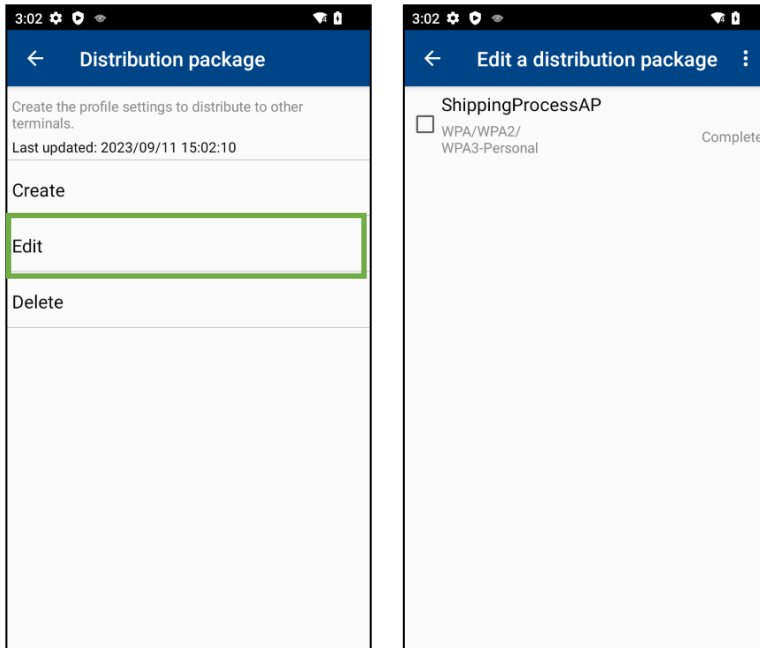 3:02
Distribution package
Create the profile settings to distribute to other
terminals.
Last updated: 2023/09/11 15:02:10
Create
Edit
Delete
3:02
Edit a distribution package
ShippingProcessAP
WPA/WPA2/
WPA3-Personal
Complete